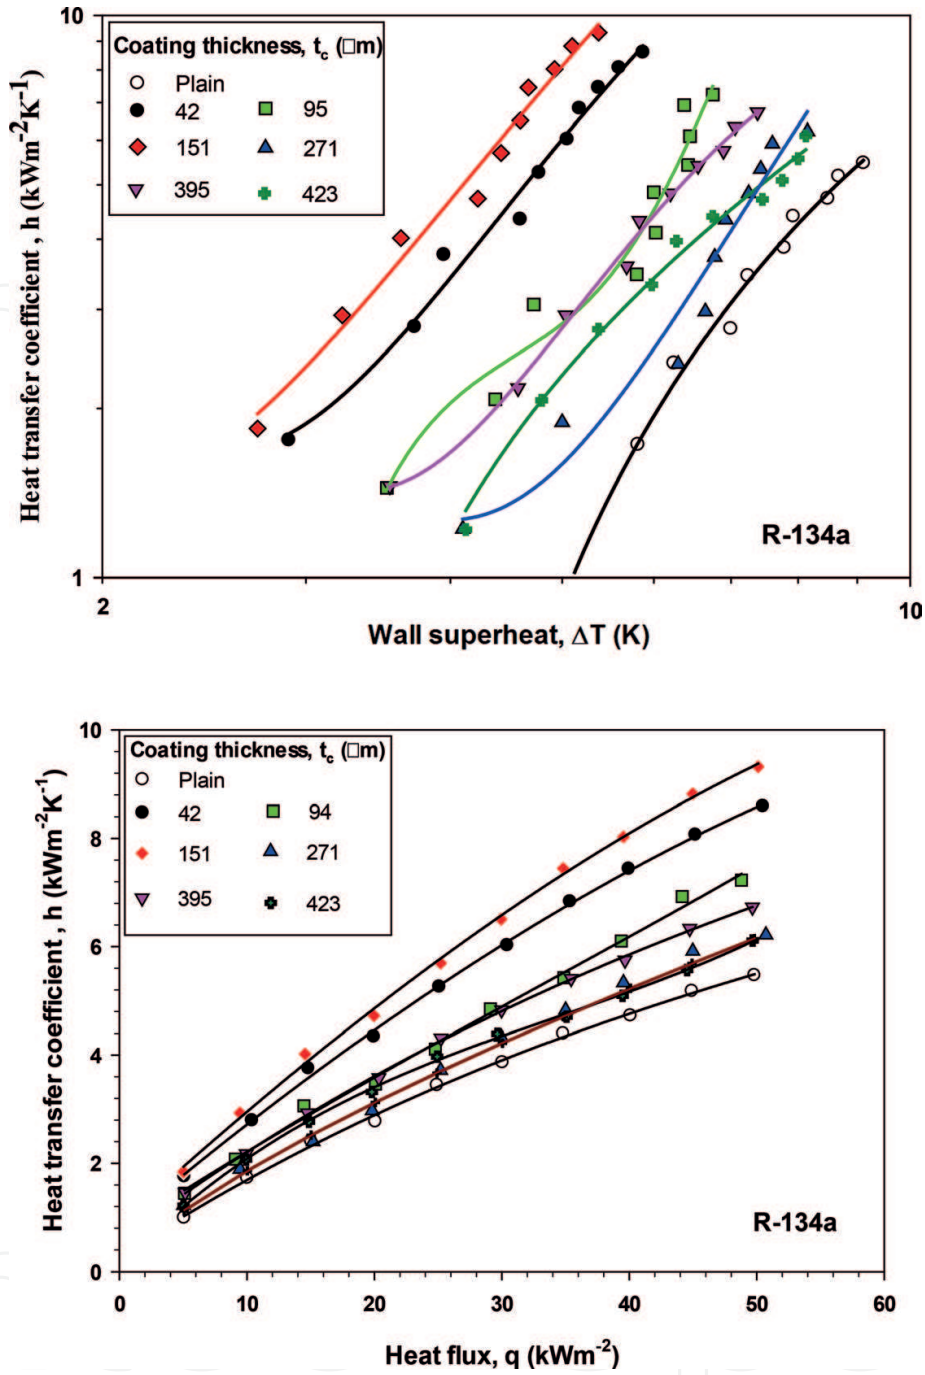 10
Coating thickness, tc (□m)
Plain
42 95
151 271
395 423
Heat transfer coefficient , h (kWm-2K-1)
R-134a
1
2 10
Wall superheat, ΔT (K)
10
Coating thickness, tc (□m)
Plain
42 94
151 271
395 423
8
6
4
2
0
Heat transfer coefficient , h (kWm-2K-1)
R-134a
0 10 20 30 40 50 60
Heat flux, q (kWm-2)